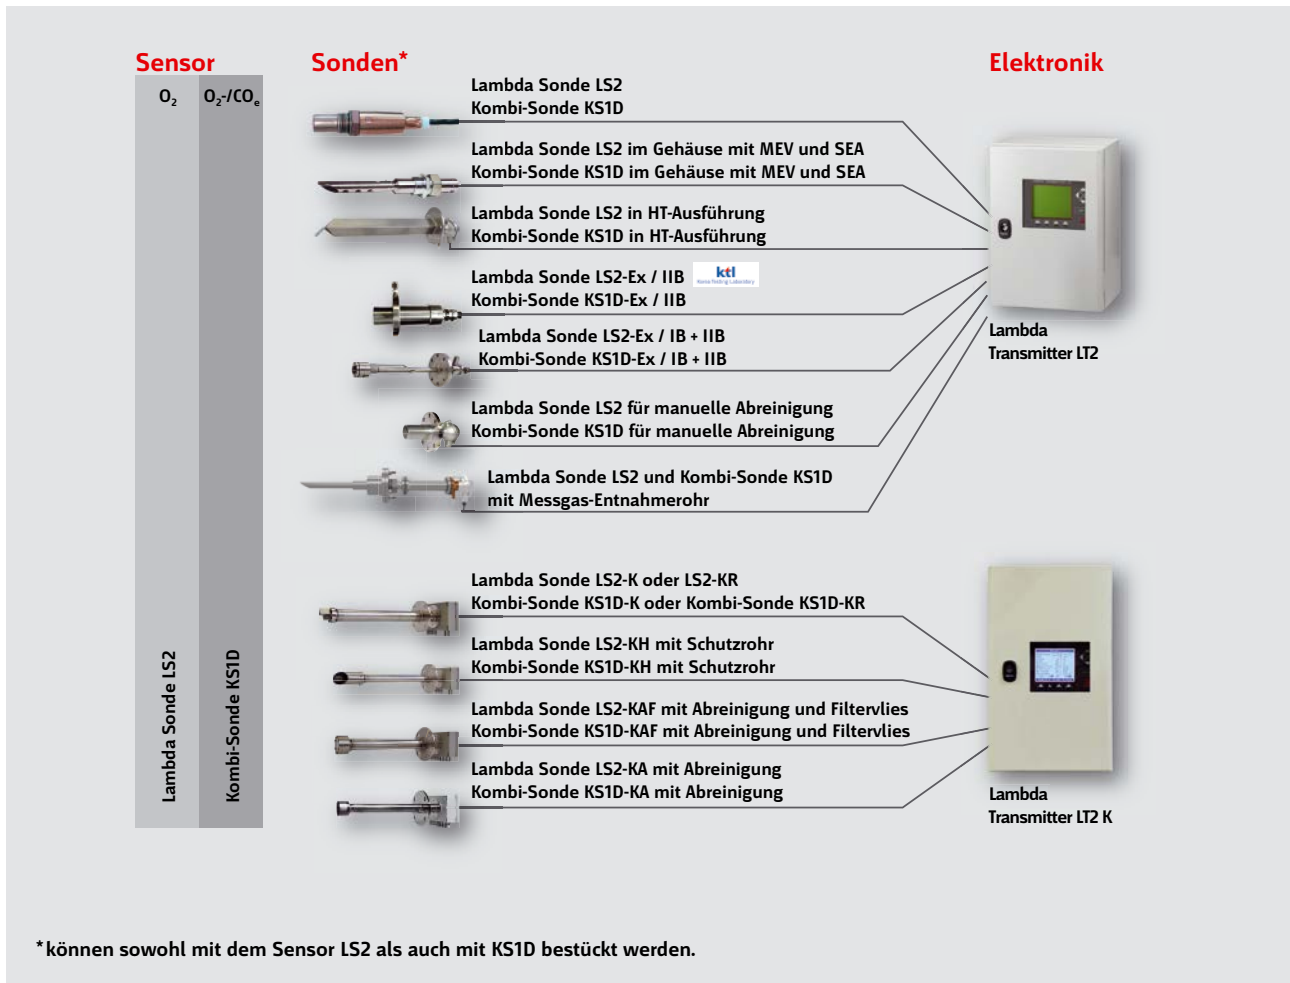 Sensor
Sonden*
Elektronik
O2
O2-/COe
Lambda Sonde LS2
Kombi-Sonde KS1D
Lambda Sonde LS2 im Gehäuse mit MEV und SEA
Kombi-Sonde KS1D im Gehäuse mit MEV und SEA
Lambda Sonde LS2 in HT-Ausführung
Kombi-Sonde KS1D in HT-Ausführung
Lambda Sonde LS2-Ex / IIB
ktl
Korea Testing Laboratory
Kombi-Sonde KS1D-Ex / IIB
Lambda Sonde LS2-Ex / IB + IIB
Kombi-Sonde KS1D-Ex / IB + IIB
Lambda
Transmitter LT2
Lambda Sonde LS2 für manuelle Abreinigung
Kombi-Sonde KS1D für manuelle Abreinigung
Lambda Sonde LS2 und Kombi-Sonde KS1D
mit Messgas-Entnahmerohr
Lambda Sonde LS2-K oder LS2-KR
Kombi-Sonde KS1D-K oder Kombi-Sonde KS1D-KR
Lambda Sonde LS2-KH mit Schutzrohr
Kombi-Sonde KS1D-KH mit Schutzrohr
Lambda Sonde LS2-KAF mit Abreinigung und Filtervlies
Kombi-Sonde KS1D-KAF mit Abreinigung und Filtervlies
Lambda Sonde LS2-KA mit Abreinigung
Kombi-Sonde KS1D-KA mit Abreinigung
Lambda
Transmitter LT2 K
Lambda Sonde LS2
Kombi-Sonde KS1D
*können sowohl mit dem Sensor LS2 als auch mit KS1D bestückt werden.